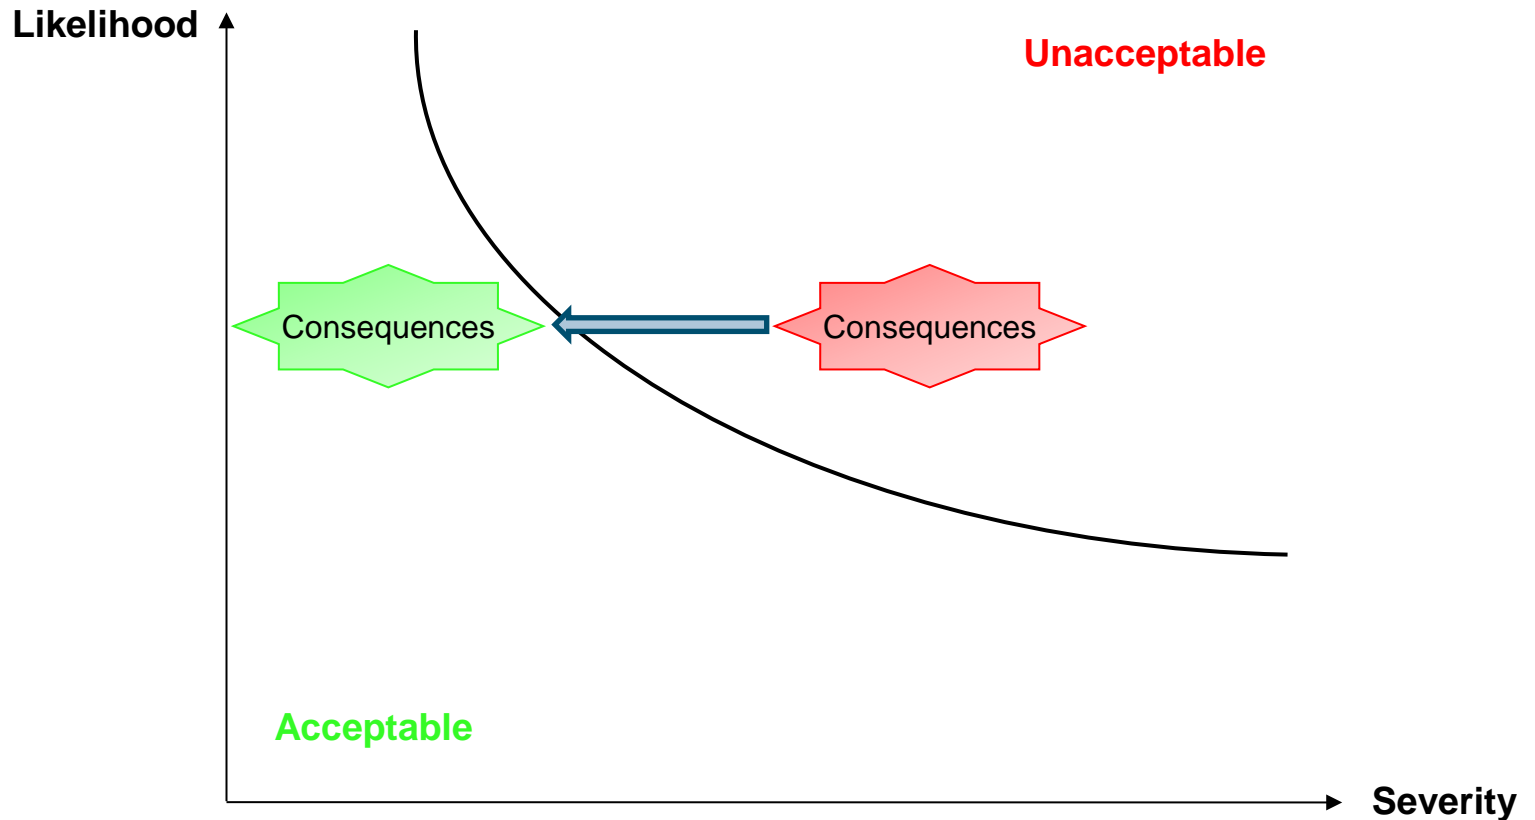 Likelihood
Unacceptable
Consequences
Consequences
Acceptable
Severity